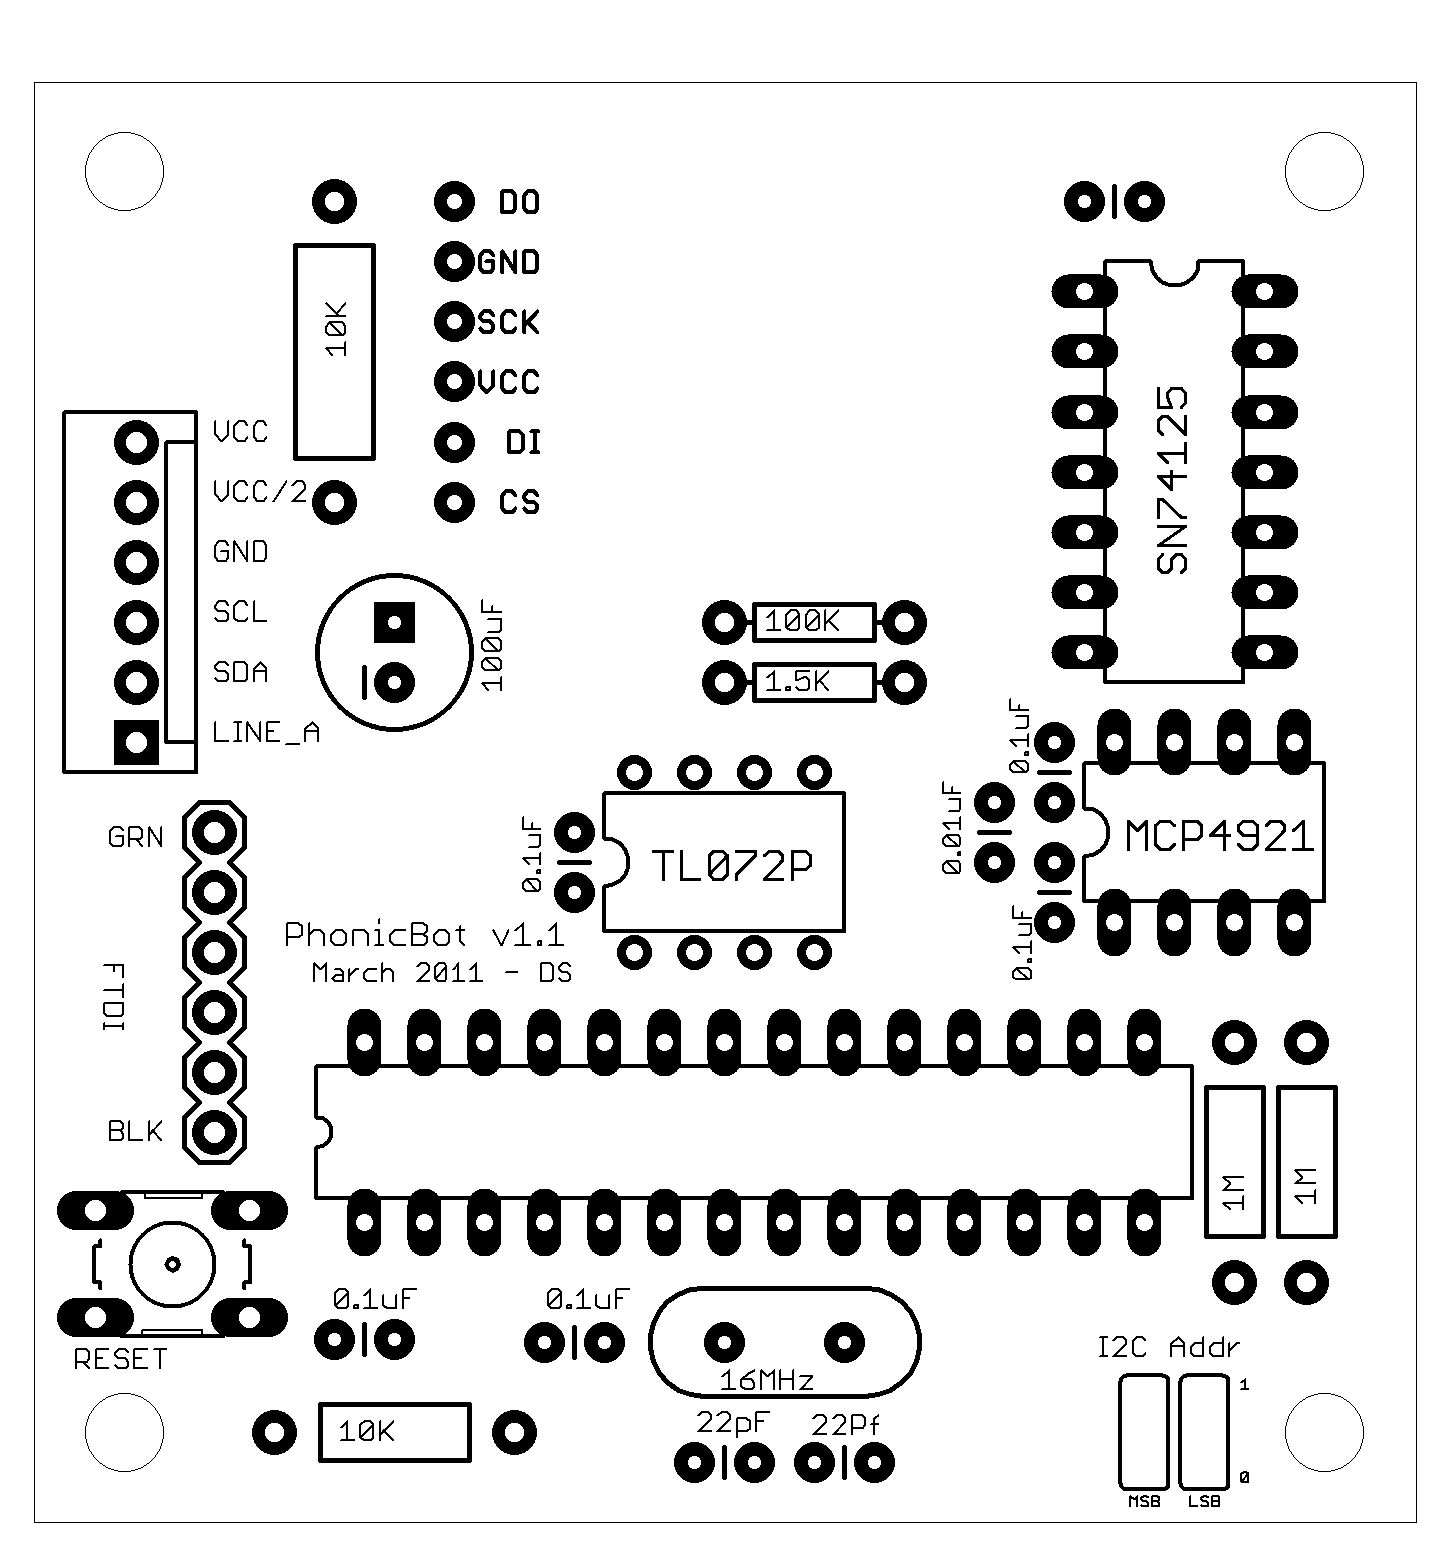 DO
GND
SCK
VCC
DI
CS
10K
VCC
VCC/2
GND
SCL
SDA
LINE_A
100uF
SN74125
100K
1.5K
0.1uF
0.01uF
MCP4921
0.1uF
0.1uF
TL072P
GRN
FTDI
BLK
PhonicBot v1.1
March 2011 - DS
1M
1M
RESET
0.1uF
0.1uF
16MHz
10K
22pF
22Pf
I2C Addr
1
0
MSB
LSB